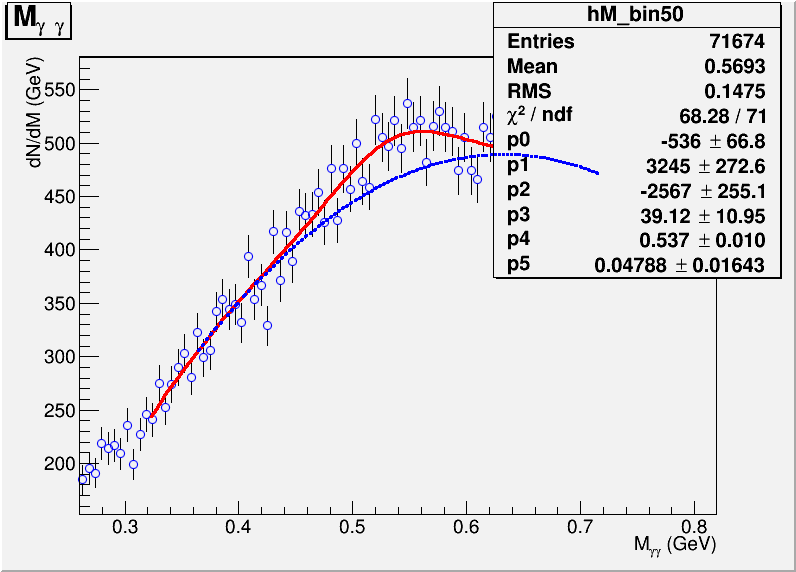 M γ γ
hM_bin50
Entries 71674
Mean 0.5693
RMS 0.1475
χ² / ndf 68.28 / 71
p0 -536 ± 66.8
p1 3245 ± 272.6
p2 -2567 ± 255.1
p3 39.12 ± 10.95
p4 0.537 ± 0.010
p5 0.04788 ± 0.01643
dN/dM (GeV)
550
500
450
400
350
300
250
200
0.3 0.4 0.5 0.6 0.7 0.8
Mγγ (GeV)